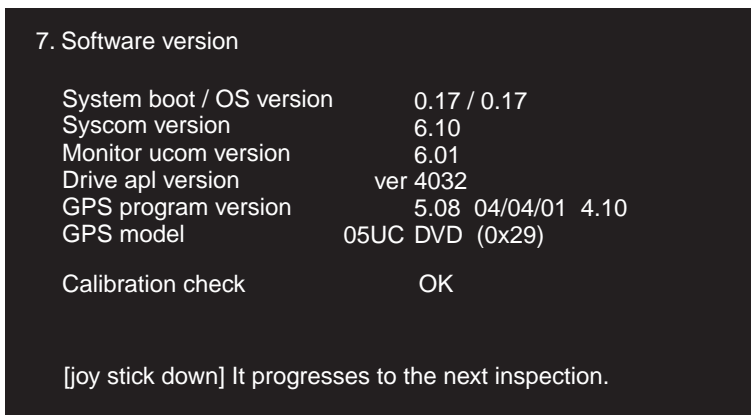 7. Software version
System boot / OS version 0.17 / 0.17
Syscom version 6.10
Monitor ucom version 6.01
Drive apl version ver 4032
GPS program version 5.08 04/04/01 4.10
GPS model 05UC DVD (0x29)
Calibration check OK
[joy stick down] It progresses to the next inspection.